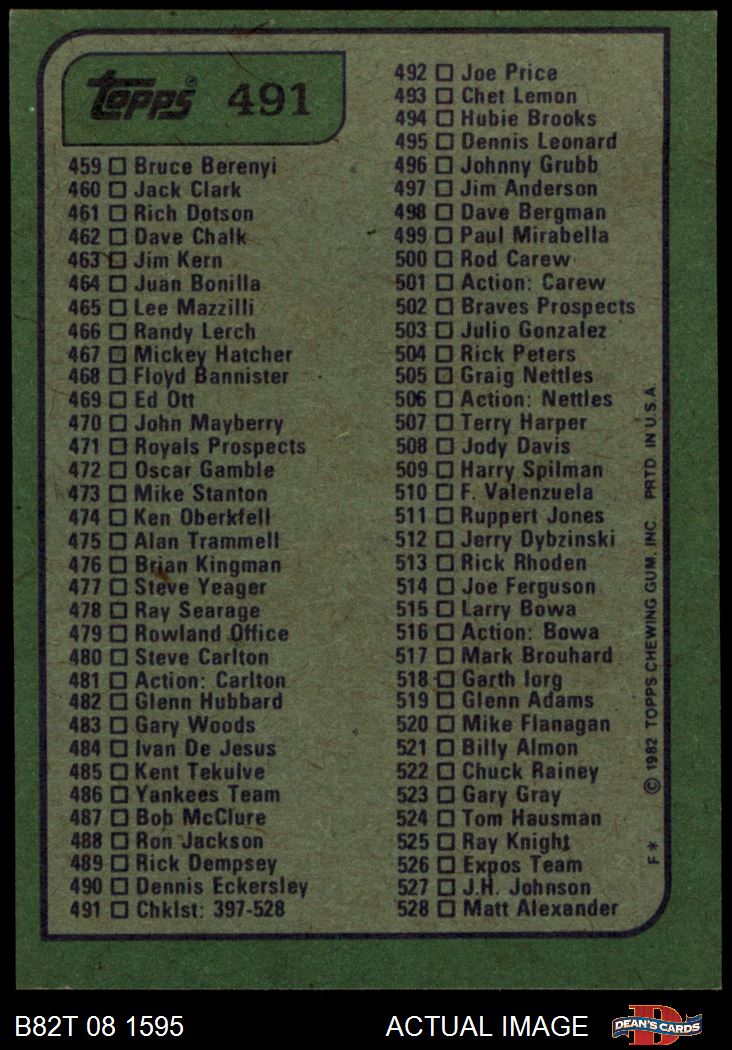 Topps® 491
459 □ Bruce Berenyi
460 □ Jack Clark
461 □ Rich Dotson
462 □ Dave Chalk
463 □ Jim Kern
464 □ Juan Bonilla
465 □ Lee Mazzilli
466 □ Randy Lerch
467 □ Mickey Hatcher
468 □ Floyd Bannister
469 □ Ed Ott
470 □ John Mayberry
471 □ Royals Prospects
472 □ Oscar Gamble
473 □ Mike Stanton
474 □ Ken Oberkfell
475 □ Alan Trammell
476 □ Brian Kingman
477 □ Steve Yeager
478 □ Ray Searage
479 □ Rowland Office
480 □ Steve Carlton
481 □ Action: Carlton
482 □ Glenn Hubbard
483 □ Gary Woods
484 □ Ivan De Jesus
485 □ Kent Tekulve
486 □ Yankees Team
487 □ Bob McClure
488 □ Ron Jackson
489 □ Rick Dempsey
490 □ Dennis Eckersley
491 □ Chklst: 397-528
492 □ Joe Price
493 □ Chet Lemon
494 □ Hubie Brooks
495 □ Dennis Leonard
496 □ Johnny Grubb
497 □ Jim Anderson
498 □ Dave Bergman
499 □ Paul Mirabella
500 □ Rod Carew
501 □ Action: Carew
502 □ Braves Prospects
503 □ Julio Gonzalez
504 □ Rick Peters
505 □ Graig Nettles
506 □ Action: Nettles
507 □ Terry Harper
508 □ Jody Davis
509 □ Harry Spilman
510 □ F. Valenzuela
511 □ Ruppert Jones
512 □ Jerry Dybzinski
513 □ Rick Rhoden
514 □ Joe Ferguson
515 □ Larry Bowa
516 □ Action: Bowa
517 □ Mark Brouhard
518 □ Garth Iorg
519 □ Glenn Adams
520 □ Mike Flanagan
521 □ Billy Almon
522 □ Chuck Rainey
523 □ Gary Gray
524 □ Tom Hausman
525 □ Ray Knight
526 □ Expos Team
527 □ J.H. Johnson
528 □ Matt Alexander
F* © 1982 TOPPS CHEWING GUM, INC. PRTD. IN U.S.A.
B82T 08 1595 ACTUAL IMAGE D DEAN'S CARDS